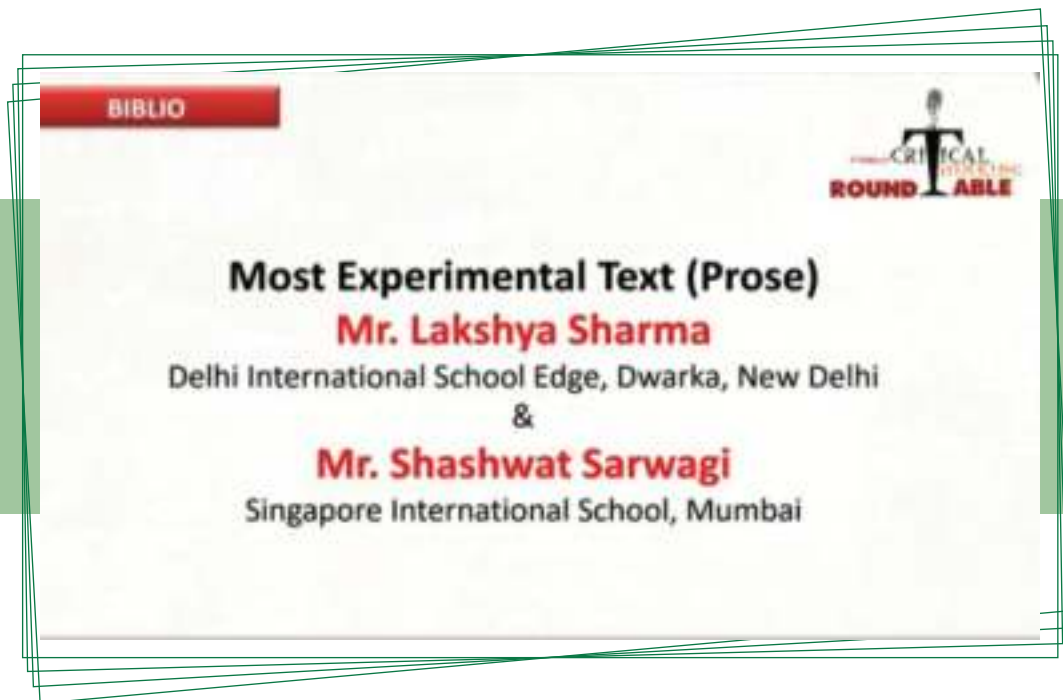 BIBLIO
CRITICAL
ROUND TABLE
Most Experimental Text (Prose)
Mr. Lakshya Sharma
Delhi International School Edge, Dwarka, New Delhi
&
Mr. Shashwat Sarwagi
Singapore International School, Mumbai